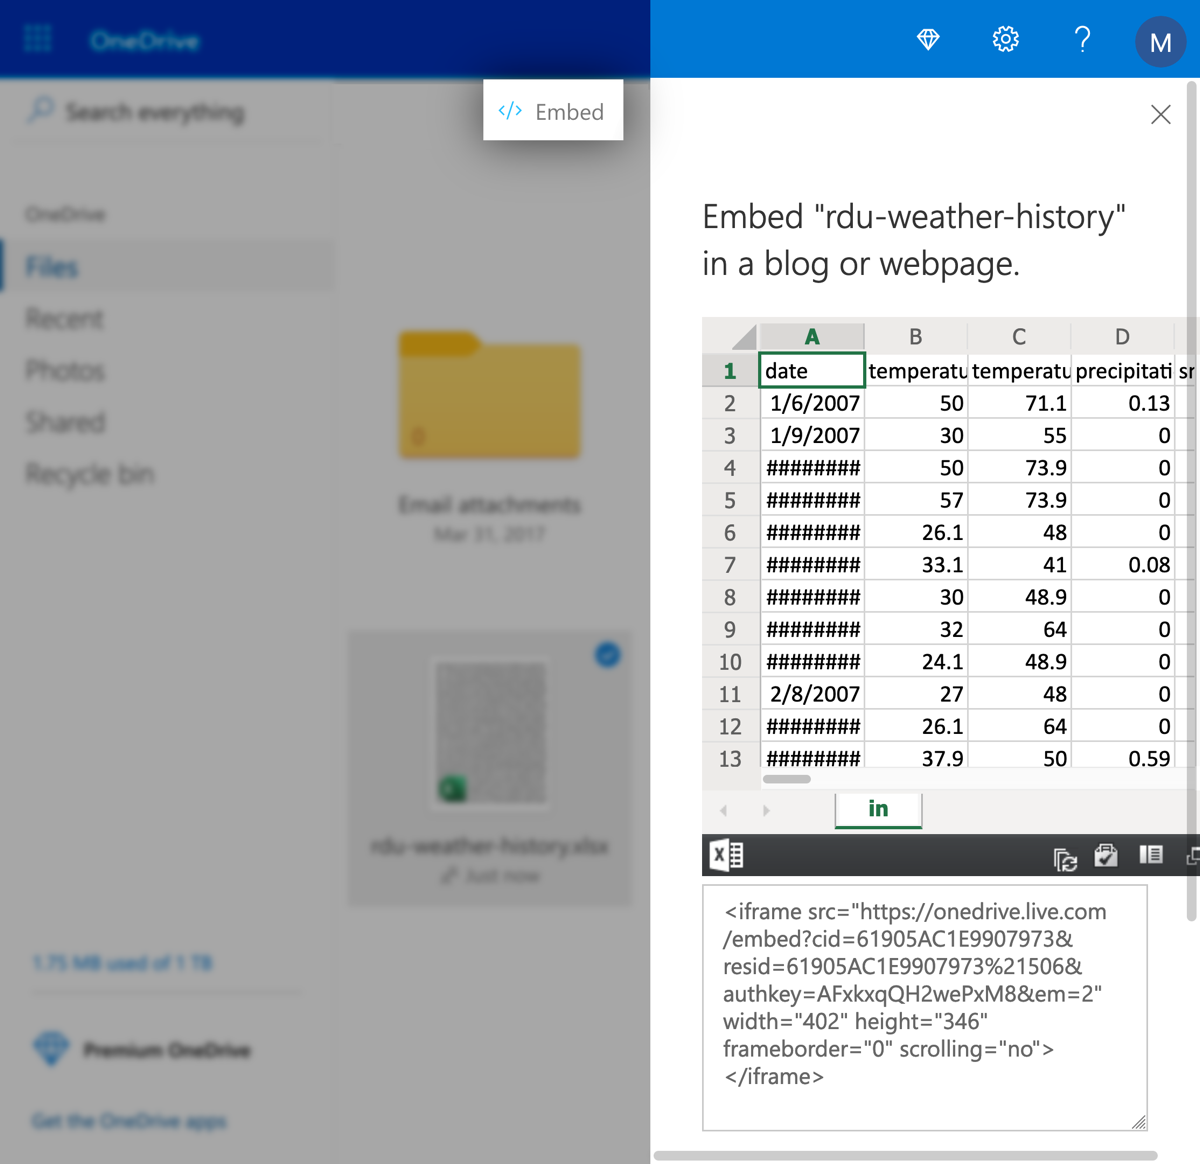 OneDrive
M
Search everything
</> Embed
OneDrive
Files
Recent
Photos
Shared
Recycle bin
Email attachments
Mar 31, 2017
rdu-weather-history.xlsx
Just now
1.75 MB used of 1 TB
Premium OneDrive
Get the OneDrive apps
Embed "rdu-weather-history"
in a blog or webpage.
A B C D
1 date temperatu temperatu precipitati sr
2 1/6/2007 50 71.1 0.13
3 1/9/2007 30 55 0
4 ######## 50 73.9 0
5 ######## 57 73.9 0
6 ######## 26.1 48 0
7 ######## 33.1 41 0.08
8 ######## 30 48.9 0
9 ######## 32 64 0
10 ######## 24.1 48.9 0
11 2/8/2007 27 48 0
12 ######## 26.1 64 0
13 ######## 37.9 50 0.59
in
<iframe src="https://onedrive.live.com
/embed?cid=61905AC1E9907973&
resid=61905AC1E9907973%21506&
authkey=AFxkxqQH2wePxM8&em=2"
width="402" height="346"
frameborder="0" scrolling="no">
</iframe>